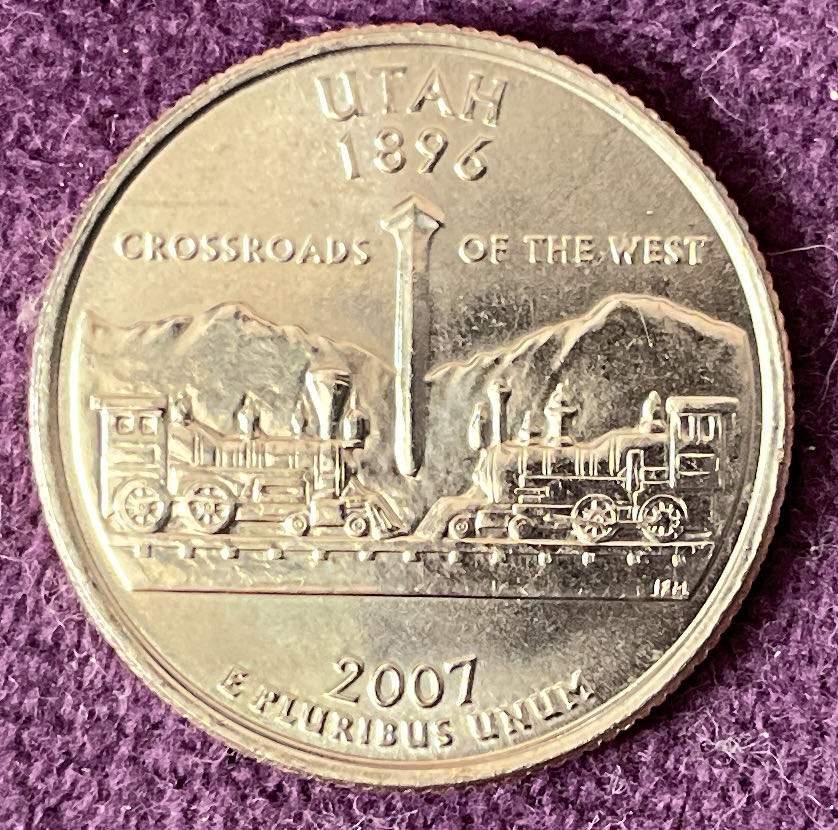 UTAH
1896
CROSSROADS OF THE WEST
JFM
2007
E PLURIBUS UNUM